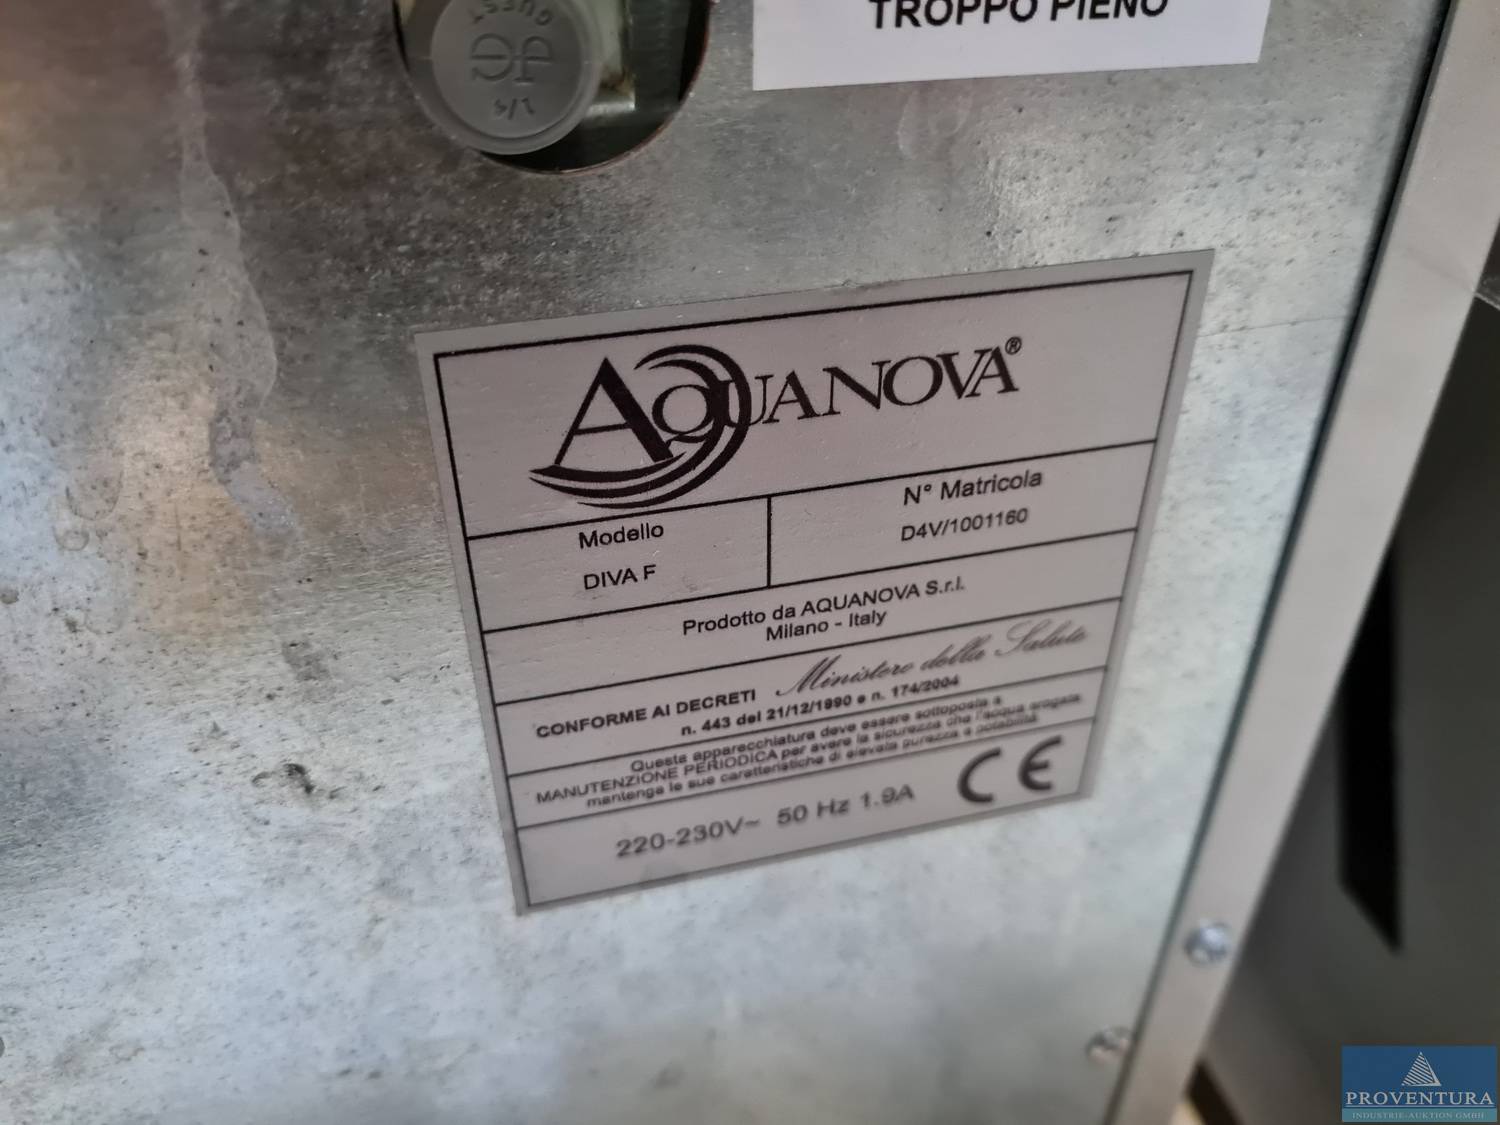 TROPPO PIENO
GUEST
1/4
AQUANOVA®
Modello
DIVA F
N° Matricola
D4V/1001160
Prodotto da AQUANOVA S.r.l.
Milano - Italy
CONFORME AI DECRETI Ministero della Salute
n. 443 del 21/12/1990 e n. 174/2004
Questa apparecchiatura deve essere sottoposta a
MANUTENZIONE PERIODICA per avere la sicurezza che l'acqua erogata
mantenga le sue caratteristiche di elevata purezza e potabilità
220-230V~ 50 Hz 1.9A CE
PROVENTURA
INDUSTRIE-AUKTION GMBH